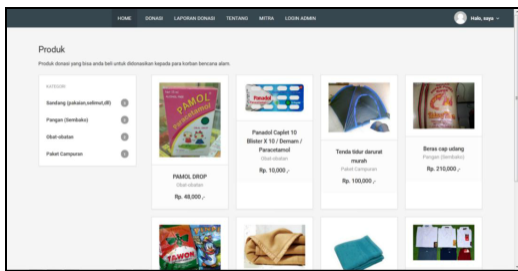 HOME DONASI LAPORAN DONASI TENTANG MITRA LOGIN ADMIN Halo, saya
Produk
Produk donasi yang bisa anda beli untuk didonasikan kepada para korban bencana alam
KATEGORI
Sandang (pakaian,selimut,dll)
Pangan (Sembako)
Obat-obatan
Paket Campuran
PAMOL
Paracetamol
PAMOL DROP
Obat-obatan
Rp. 48,000 ,-
Panadol
Panadol Caplet 10
Blister X 10 / Demam /
Paracetamol
Obat-obatan
Rp. 10,000 ,-
Tenda tidur darurat
murah
Paket Campuran
Rp. 100,000 ,-
Beras cap udang
Pangan (Sembako)
Rp. 210,000 ,-
TAWON